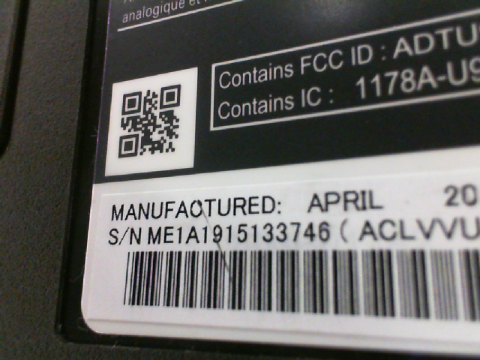 analogique et
Contains FCC ID : ADTU
Contains IC : 1178A-U9
MANUFACTURED: APRIL 20
S/N ME1A1915133746 ( ACLVVU